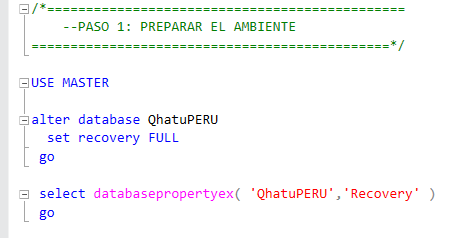 /*==============================================
--PASO 1: PREPARAR EL AMBIENTE
==============================================*/
USE MASTER
alter database QhatuPERU
set recovery FULL
go
select databasepropertyex( 'QhatuPERU','Recovery' )
go